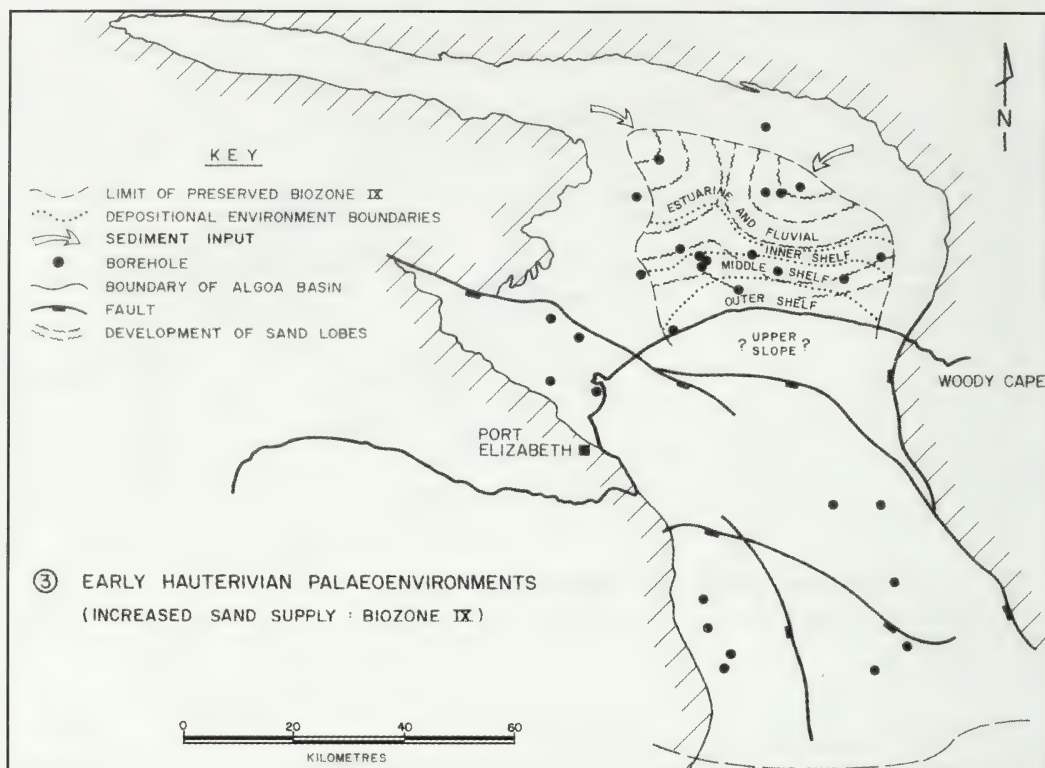 KEY
LIMIT OF PRESERVED BIOZONE IX
DEPOSITIONAL ENVIRONMENT BOUNDARIES
SEDIMENT INPUT
BOREHOLE
BOUNDARY OF ALGOA BASIN
FAULT
DEVELOPMENT OF SAND LOBES
N
ESTUARINE AND FLUVIAL
INNER SHELF
MIDDLE SHELF
OUTER SHELF
? UPPER ?
SLOPE
WOODY CAPE
PORT
ELIZABETH
③ EARLY HAUTERIVIAN PALAEOENVIRONMENTS
(INCREASED SAND SUPPLY : BIOZONE IX)
0 20 40 60
KILOMETRES